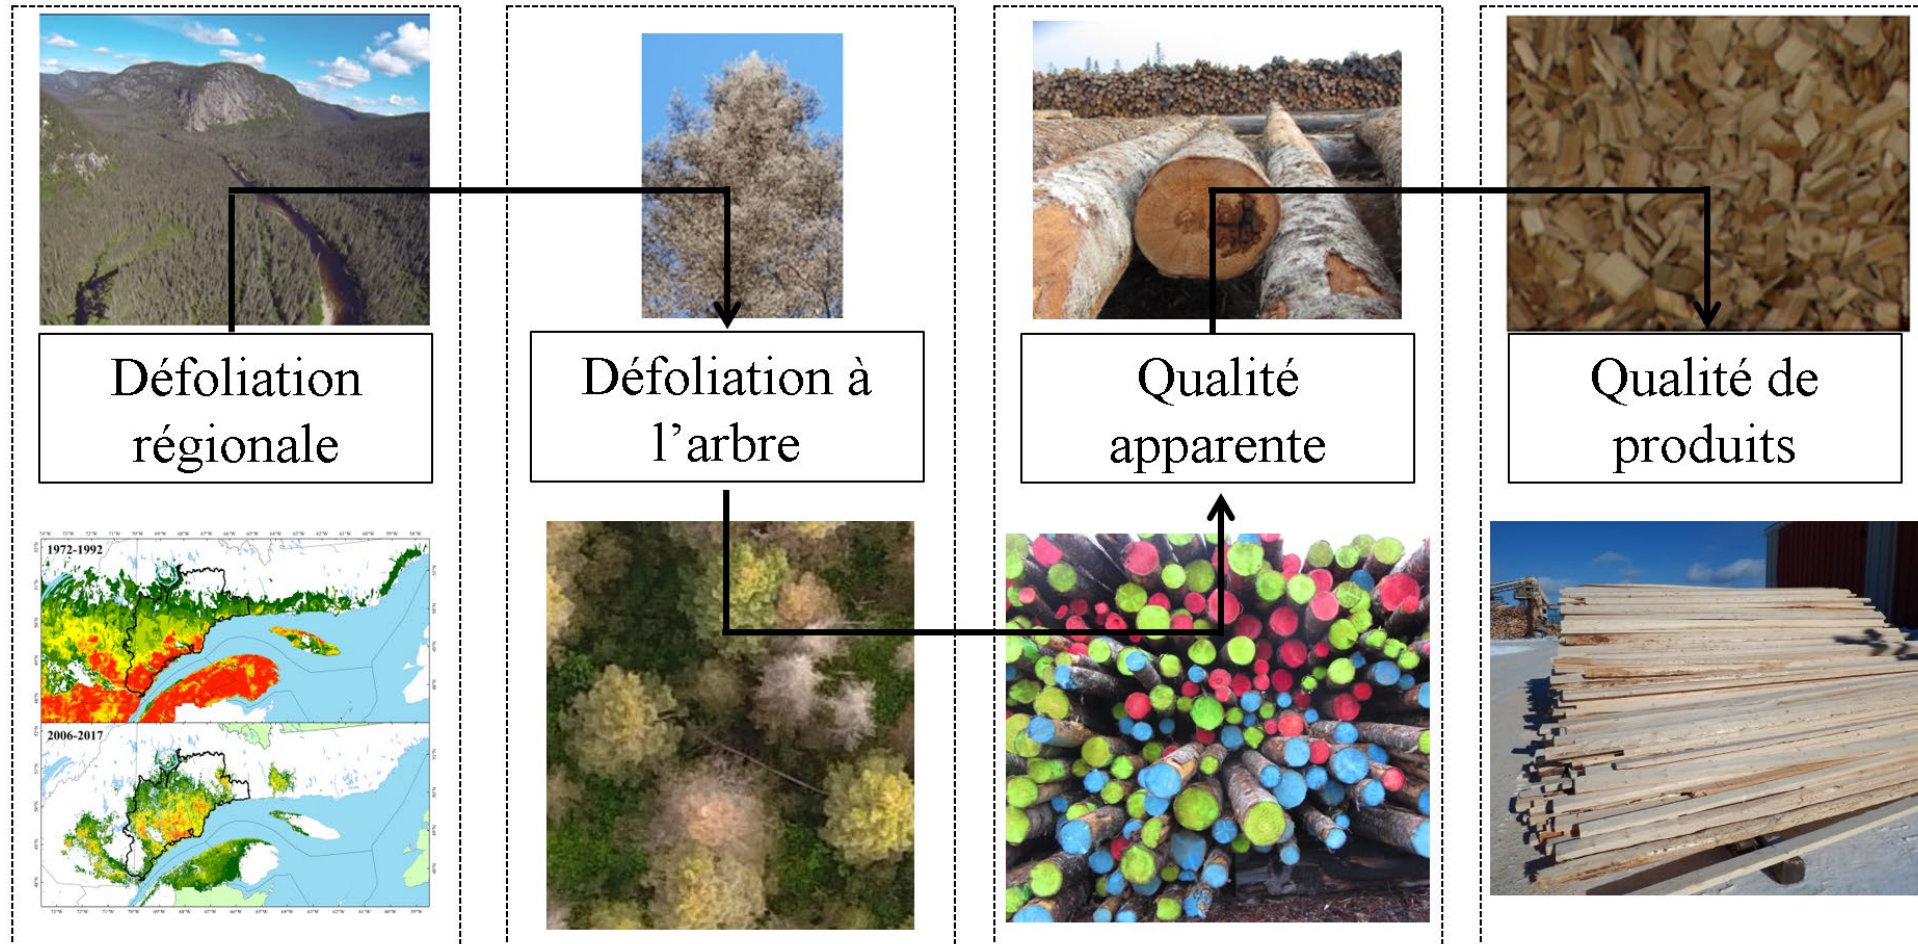 Défoliation
régionale
Défoliation à
l’arbre
Qualité
apparente
Qualité de
produits
1972-1992
2006-2017